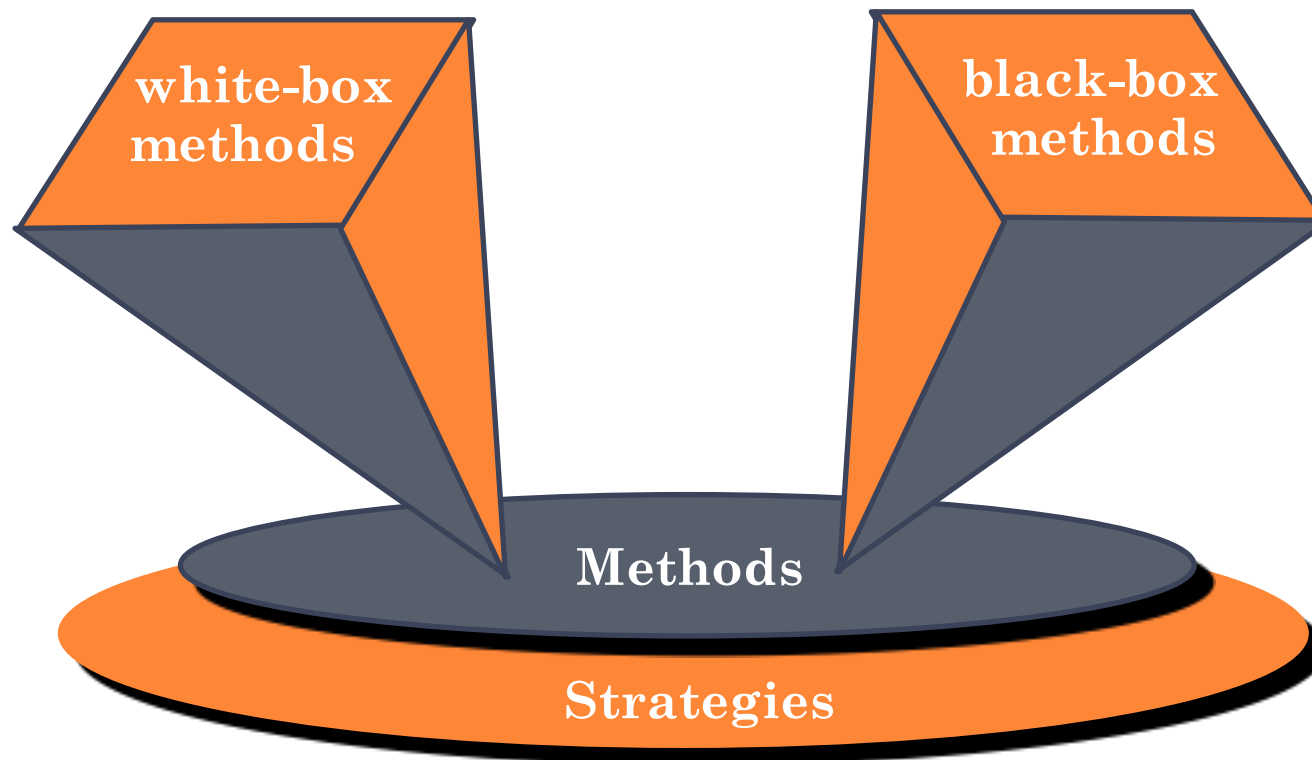 white-box
methods
black-box
methods
Methods
Strategies